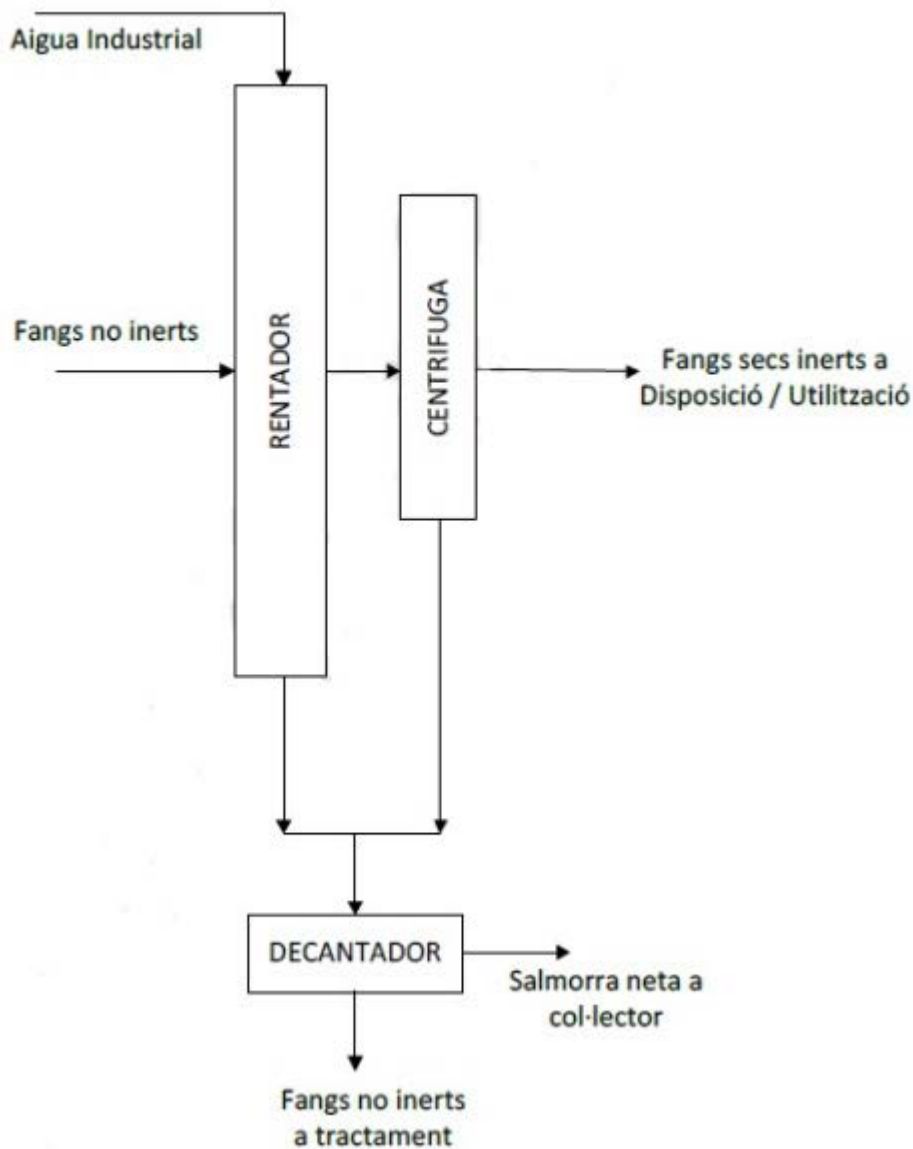 Aigua Industrial
Fangs no inerts
RENTADOR
CENTRIFUGA
Fangs secs inerts a
Disposició / Utilització
DECANTADOR
Salmorra neta a
col·lector
Fangs no inerts
a tractament